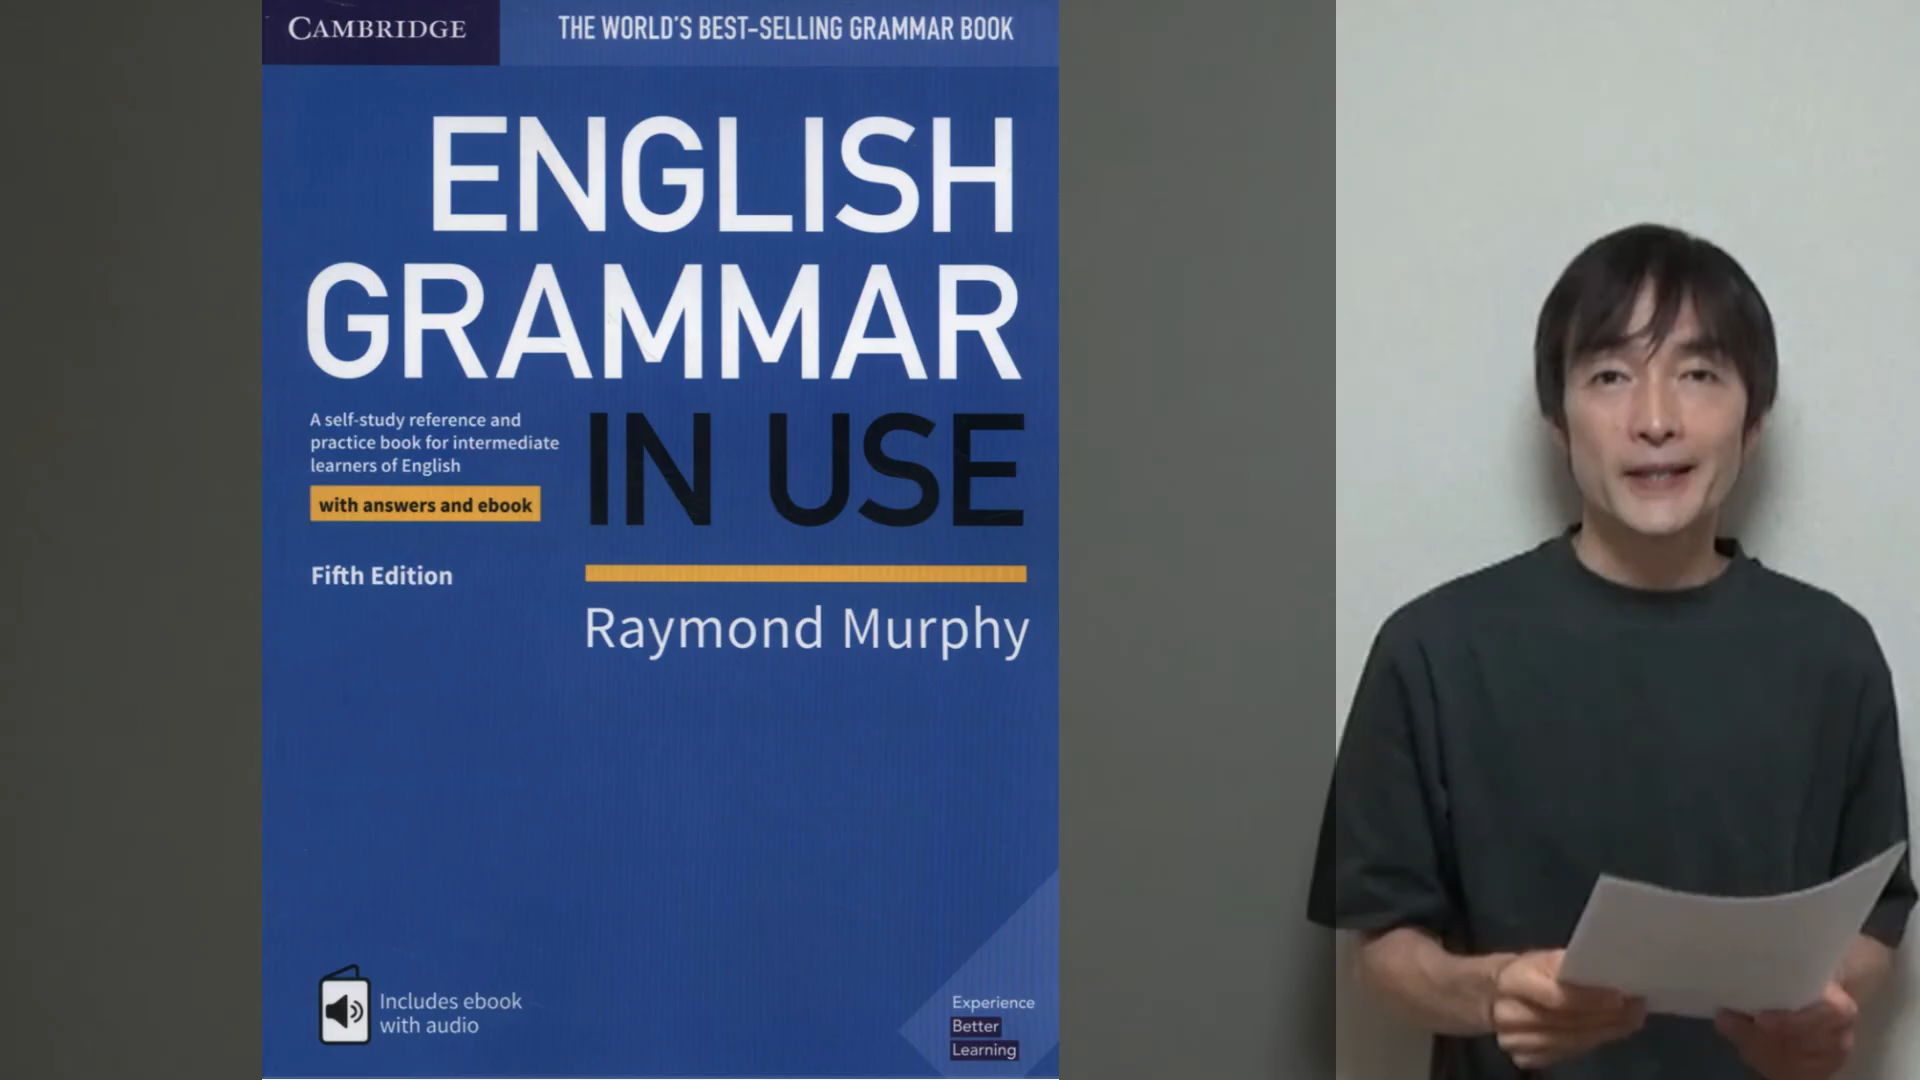 CAMBRIDGE
THE WORLD'S BEST-SELLING GRAMMAR BOOK
ENGLISH
GRAMMAR
IN USE
A self-study reference and
practice book for intermediate
learners of English
with answers and ebook
Fifth Edition
Raymond Murphy
Includes ebook
with audio
Experience
Better
Learning